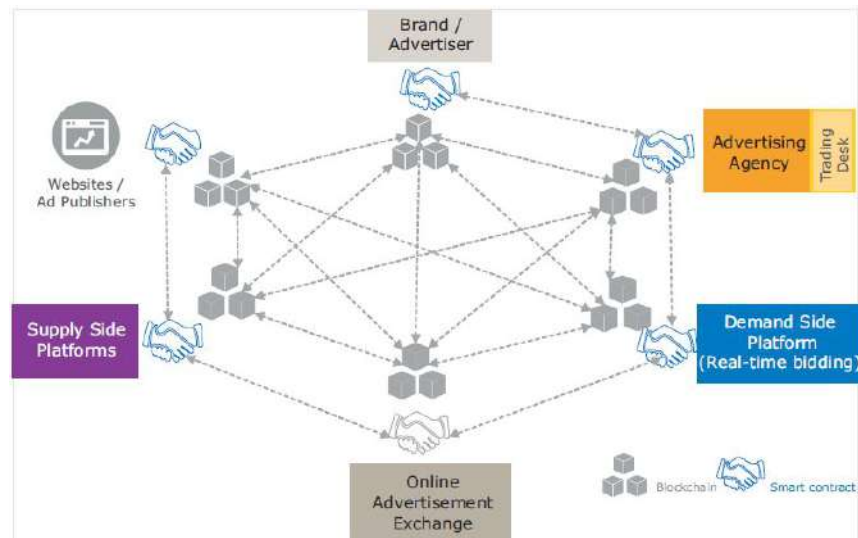 Brand /
Advertiser
Websites /
Ad Publishers
Advertising
Agency
Trading
Desk
Supply Side
Platforms
Demand Side
Platform
(Real-time bidding)
Online
Advertisement
Exchange
Blockchain
Smart contract